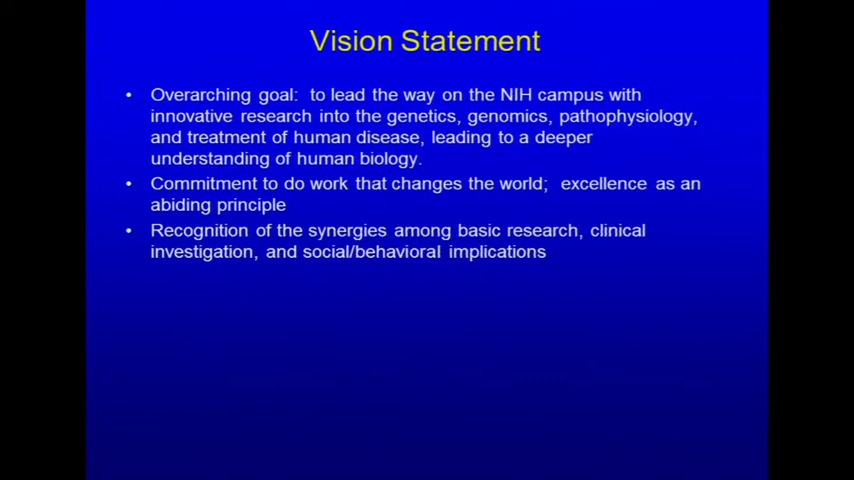 Vision Statement
• Overarching goal:  to lead the way on the NIH campus with
innovative research into the genetics, genomics, pathophysiology,
and treatment of human disease, leading to a deeper
understanding of human biology.
• Commitment to do work that changes the world;  excellence as an
abiding principle
• Recognition of the synergies among basic research, clinical
investigation, and social/behavioral implications